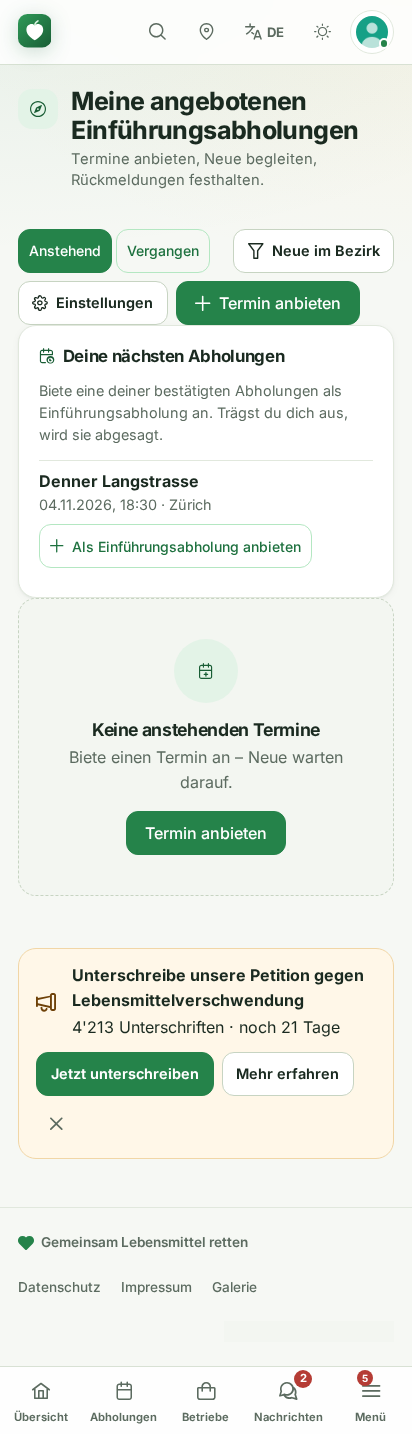 DE
Meine angebotenen
Einführungsabholungen
Termine anbieten, Neue begleiten,
Rückmeldungen festhalten.
Anstehend
Vergangen
Neue im Bezirk
Einstellungen
Termin anbieten
Deine nächsten Abholungen
Biete eine deiner bestätigten Abholungen als
Einführungsabholung an. Trägst du dich aus,
wird sie abgesagt.
Denner Langstrasse
04.11.2026, 18:30 · Zürich
Als Einführungsabholung anbieten
Keine anstehenden Termine
Biete einen Termin an – Neue warten
darauf.
Termin anbieten
Unterschreibe unsere Petition gegen
Lebensmittelverschwendung
4'213 Unterschriften · noch 21 Tage
Jetzt unterschreiben
Mehr erfahren
Gemeinsam Lebensmittel retten
Datenschutz
Impressum
Galerie
2
5
Übersicht
Abholungen
Betriebe
Nachrichten
Menü